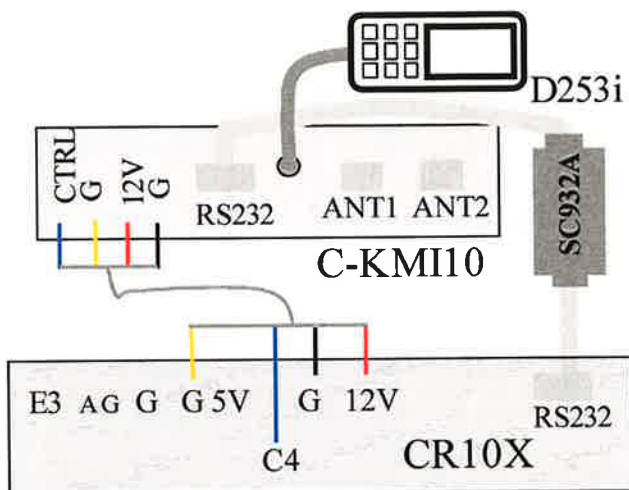 D253i
CTRL
G
12V
G
RS232
ANT1 ANT2
SC932A
C-KMI10
E3 AG G G 5V G 12V
RS232
C4
CR10X